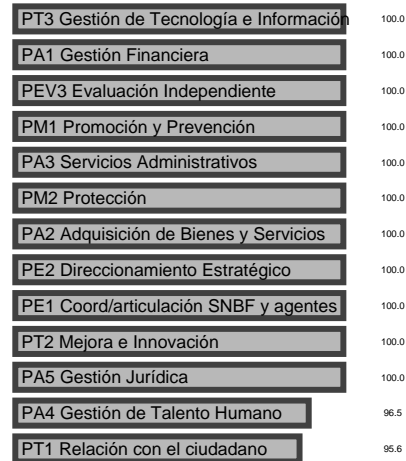 PT3 Gestión de Tecnología e Información 100.0
PA1 Gestión Financiera 100.0
PEV3 Evaluación Independiente 100.0
PM1 Promoción y Prevención 100.0
PA3 Servicios Administrativos 100.0
PM2 Protección 100.0
PA2 Adquisición de Bienes y Servicios 100.0
PE2 Direccionamiento Estratégico 100.0
PE1 Coord/articulación SNBF y agentes 100.0
PT2 Mejora e Innovación 100.0
PA5 Gestión Jurídica 100.0
PA4 Gestión de Talento Humano 96.5
PT1 Relación con el ciudadano 95.6